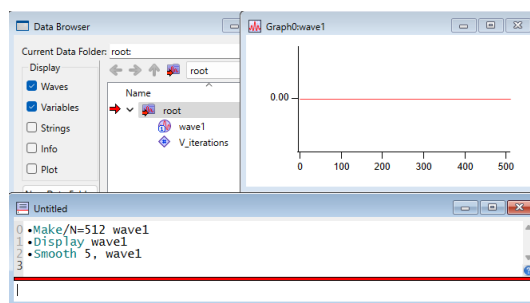 Data Browser
Current Data Folder: root:
Display
Waves
Variables
Strings
Info
Plot
root
Name
root
wave1
V_iterations
Graph0:wave1
0.00
0 100 200 300 400 500
Untitled
0 •Make/N=512 wave1
1 •Display wave1
2 •Smooth 5, wave1
3